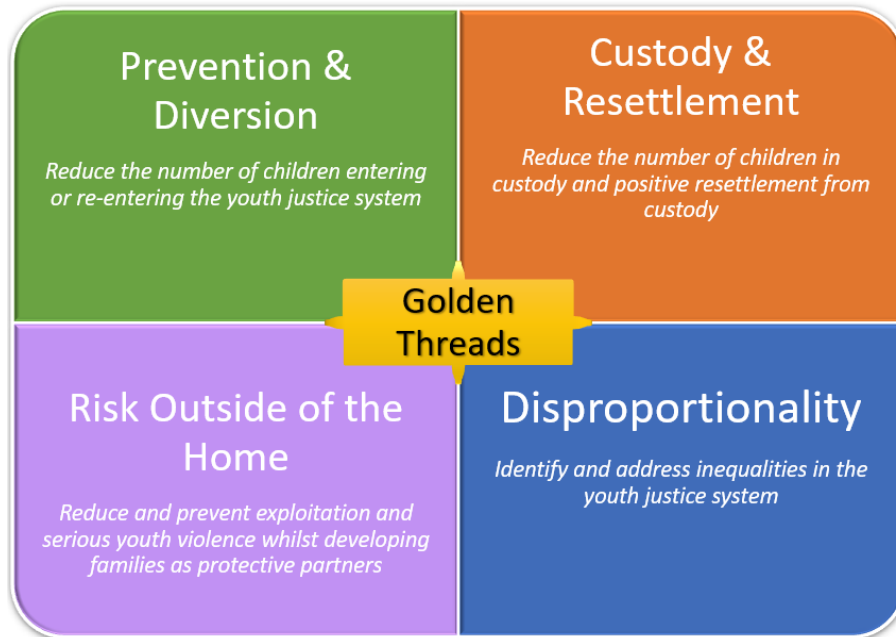 Prevention &
Diversion
Reduce the number of children entering
or re-entering the youth justice system
Custody &
Resettlement
Reduce the number of children in
custody and positive resettlement from
custody
Golden
Threads
Risk Outside of the
Home
Reduce and prevent exploitation and
serious youth violence whilst developing
families as protective partners
Disproportionality
Identify and address inequalities in the
youth justice system